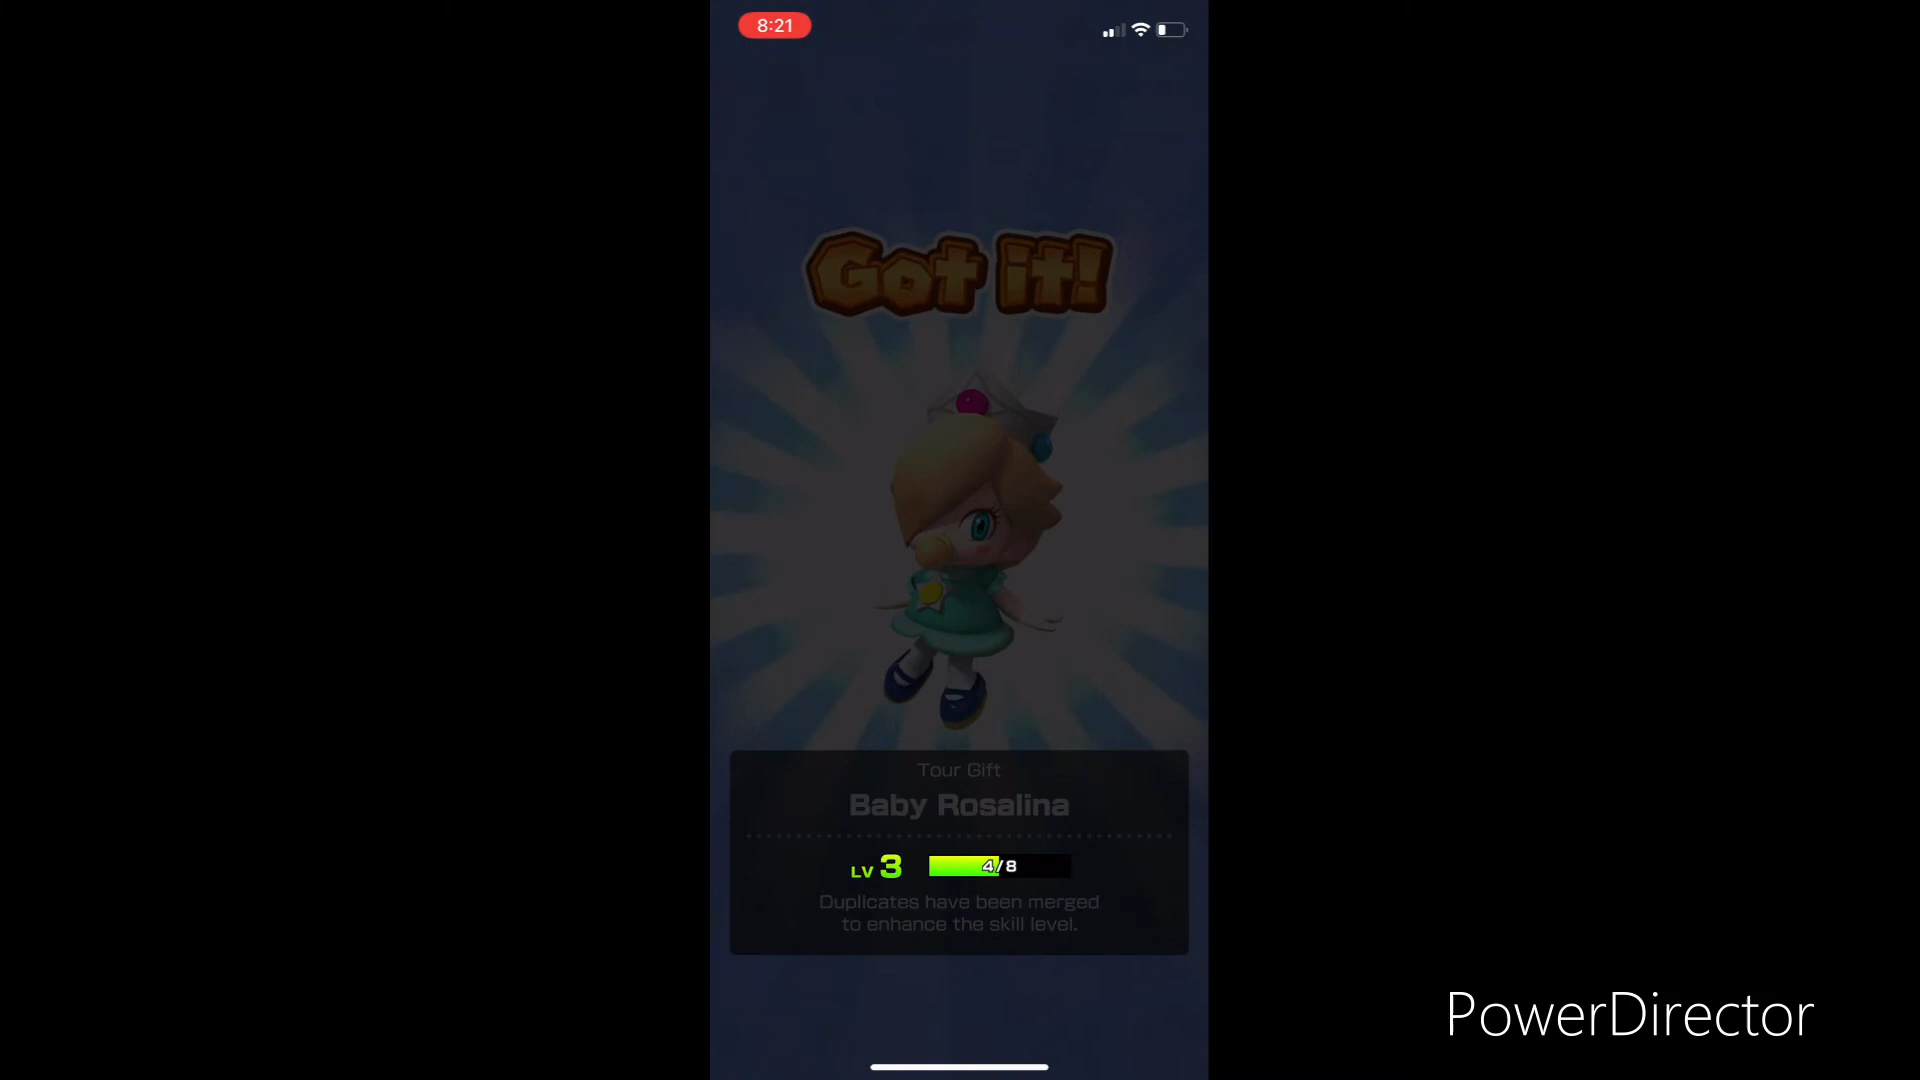 8:21
Got it!
Tour Gift
Baby Rosalina
LV 3 4/8
Duplicates have been merged
to enhance the skill level.
PowerDirector